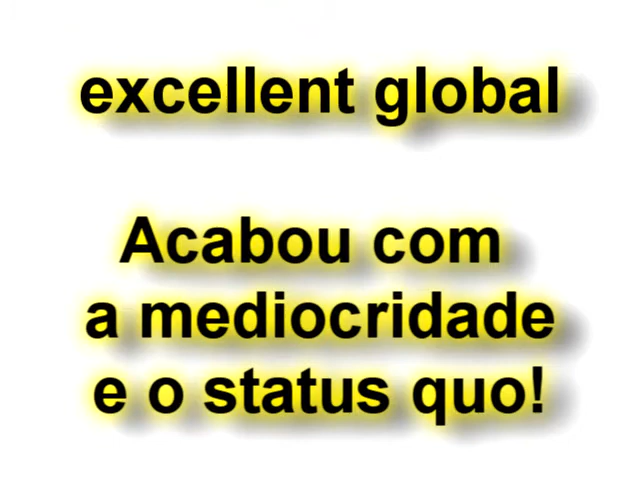 excellent global
Acabou com
a mediocridade
e o status quo!